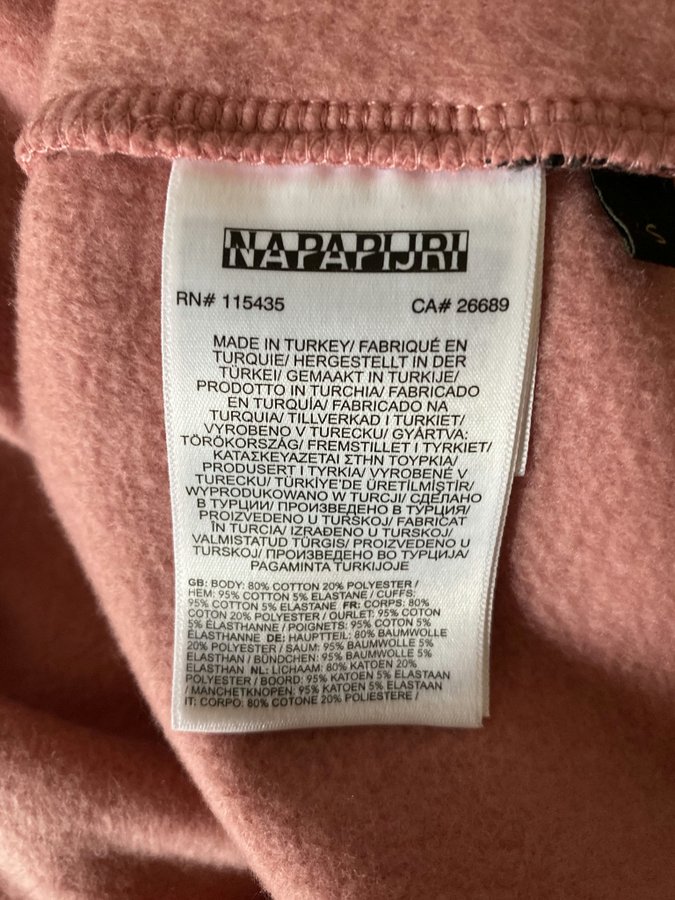 NAPAPIJRI
RN# 115435 CA# 26689
MADE IN TURKEY/ FABRIQUÉ EN
TURQUIE/ HERGESTELLT IN DER
TÜRKEI/ GEMAAKT IN TURKIJE/
PRODOTTO IN TURCHIA/ FABRICADO
EN TURQUÍA/ FABRICADO NA
TURQUIA/ TILLVERKAD I TURKIET/
VYROBENO V TURECKU/ GYÁRTVA:
TÖRÖKORSZÁG/ FREMSTILLET I TYRKIET/
ΚΑΤΑΣΚΕΥΑΖΕΤΑΙ ΣΤΗΝ ΤΟΥΡΚΙΑ/
PRODUSERT I TYRKIA/ VYROBENÉ V
TURECKU/ TÜRKİYE'DE ÜRETİLMİŞTİR/
WYPRODUKOWANO W TURCJI/ СДЕЛАНО
В ТУРЦИИ/ ПРОИЗВЕДЕНО В ТУРЦИЯ/
PROIZVEDENO U TURSKOJ/ FABRICAT
ÎN TURCIA/ IZRAĐENO U TURSKOJ/
VALMISTATUD TÜRGIS/ PROIZVEDENO U
TURSKOJ/ ПРОИЗВЕДЕНО ВО ТУРЦИЈА/
PAGAMINTA TURKIJOJE
GB: BODY: 80% COTTON 20% POLYESTER /
HEM: 95% COTTON 5% ELASTANE / CUFFS:
95% COTTON 5% ELASTANE FR: CORPS: 80%
COTON 20% POLYESTER / OURLET: 95% COTON
5% ÉLASTHANNE / POIGNETS: 95% COTON 5%
ÉLASTHANNE DE: HAUPTTEIL: 80% BAUMWOLLE
20% POLYESTER / SAUM: 95% BAUMWOLLE 5%
ELASTHAN / BÜNDCHEN: 95% BAUMWOLLE 5%
ELASTHAN NL: LICHAAM: 80% KATOEN 20%
POLYESTER / BOORD: 95% KATOEN 5% ELASTAAN
/ MANCHETKNOPEN: 95% KATOEN 5% ELASTAAN
IT: CORPO: 80% COTONE 20% POLIESTERE /
S